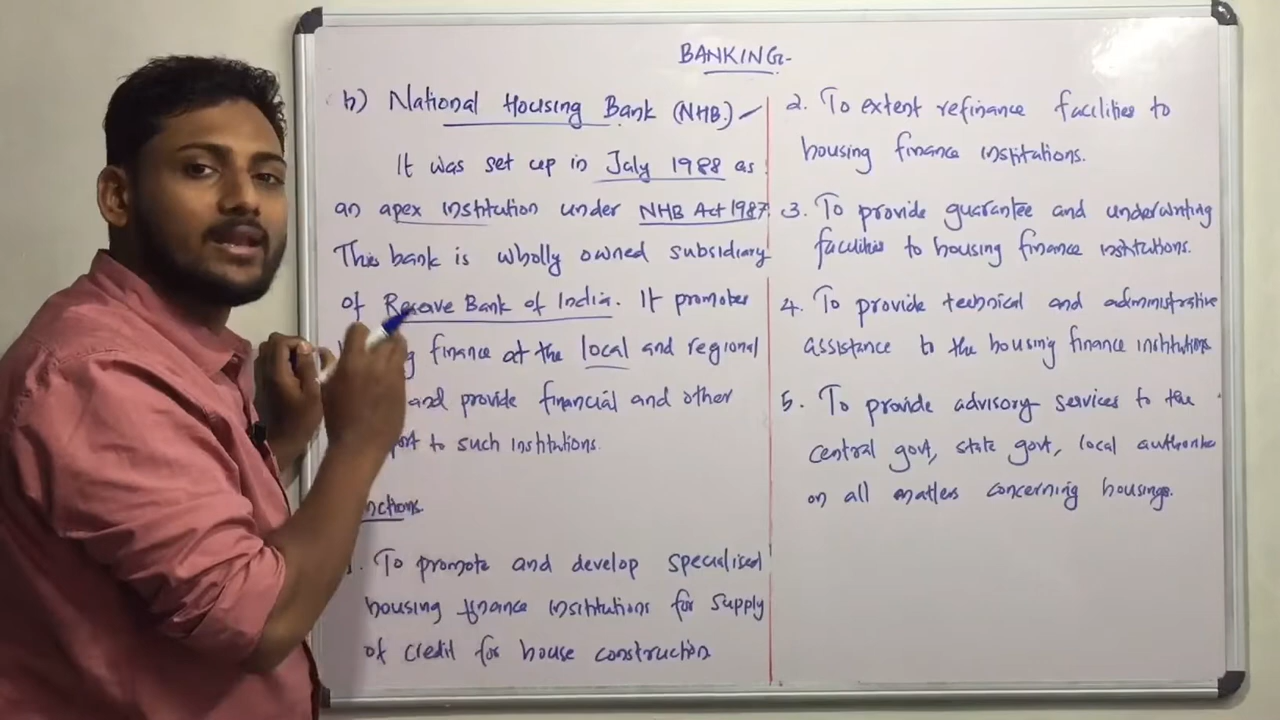 BANKING:-
h) National Housing Bank (NHB) -
It was set up in July 1988 as
an apex institution under NHB Act 1987.
This bank is wholly owned subsidiary
of Reserve Bank of India. It promotes
finance at the local and regional
and provide financial and other
to such institutions.
1. To promote and develop specialised
housing finance institutions for supply
of credit for house construction
2. To extent refinance facilities to
housing finance institutions.
3. To provide guarantee and underwriting
facilities to housing finance institutions.
4. To provide technical and administrative
assistance to the housing finance institutions
5. To provide advisory services to the
central govt, state govt, local authorities
on all matters concerning housings.